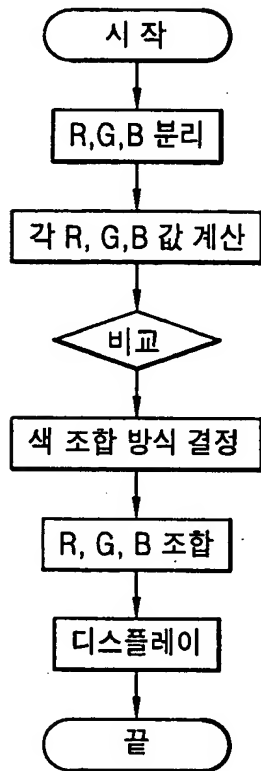 시 작
R,G,B 분리
각 R, G,B 값 계산
비교
색 조합 방식 결정
R, G, B 조합
디스플레이
끝